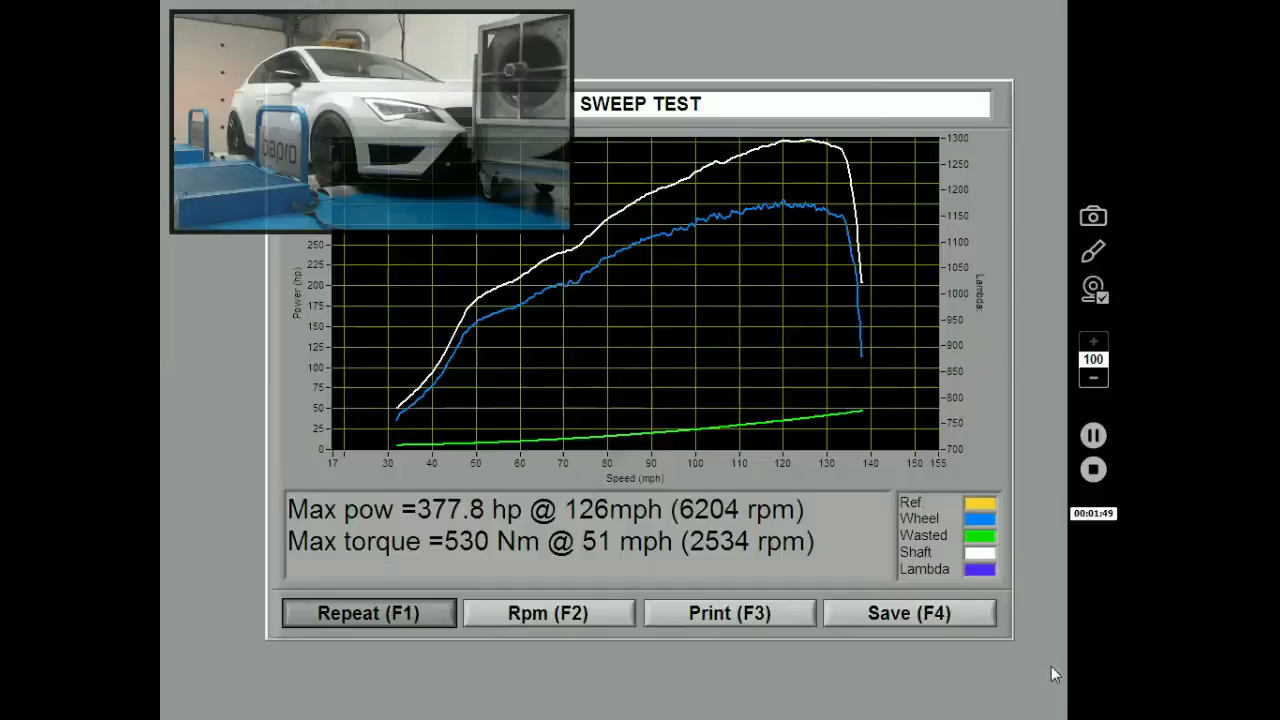 SWEEP TEST
bapro
1300
1250
1200
1150
1100
1050
1000
950
900
850
800
750
700
Lambda
250
225
200
175
150
125
100
75
50
25
0
Power (hp)
17 30 40 50 60 70 80 90 100 110 120 130 140 150 155
Speed (mph)
Max pow =377.8 hp @ 126mph (6204 rpm)
Max torque =530 Nm @ 51 mph (2534 rpm)
Ref.
Wheel
Wasted
Shaft
Lambda
Repeat (F1) Rpm (F2) Print (F3) Save (F4)
+
100
−
00:01:49